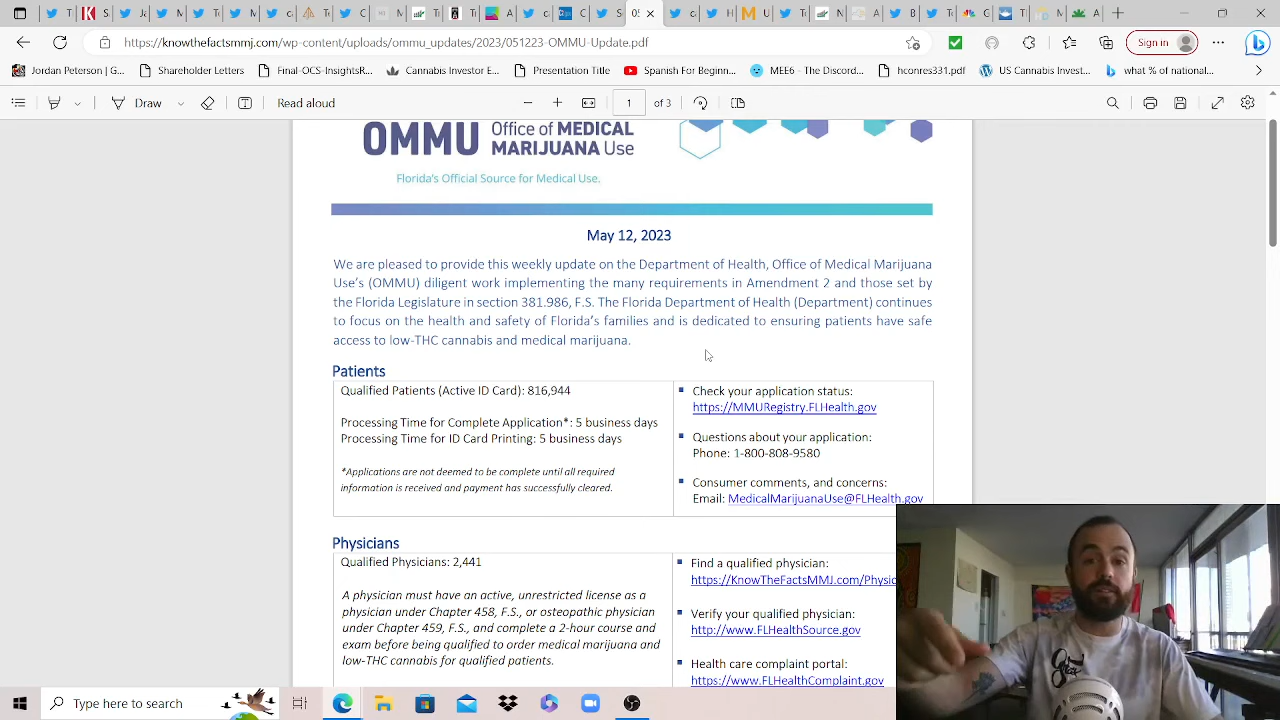 https://knowthefactsmmj.com/wp-content/uploads/ommu_updates/2023/051223-OMMU-Update.pdf
Sign in
Jordan Peterson | G...
Shareholder Letters
Final-OCS-InsightsR...
Cannabis Investor F...
Presentation Title
Spanish for Beginn...
MEE6 - The Discord...
hconres331.pdf
US Cannabis Invest...
what % of normalt...
Draw
Read aloud
1
of 3
OMMU
Office of MEDICAL
MARIJUANA Use
Florida's Official Source for Medical Use.
May 12, 2023
We are pleased to provide this weekly update on the Department of Health, Office of Medical Marijuana
Use's (OMMU) diligent work implementing the many requirements in Amendment 2 and those set by
the Florida Legislature in section 381.986, F.S. The Florida Department of Health (Department) continues
to focus on the health and safety of Florida's families and is dedicated to ensuring patients have safe
access to low-THC cannabis and medical marijuana.
Patients
Qualified Patients (Active ID Card): 816,944
Processing Time for Complete Application*: 5 business days
Processing Time for ID Card Printing: 5 business days
*Applications are not deemed to be complete until all required
information is received and payment has successfully cleared.
Check your application status:
https://MMURegistry.FLHealth.gov
Questions about your application:
Phone: 1-800-808-9580
Consumer comments, and concerns:
Email: MedicalMarijuanaUse@FLHealth.gov
Physicians
Qualified Physicians: 2,441
A physician must have an active, unrestricted license as a
physician under Chapter 458, F.S., or osteopathic physician
under Chapter 459, F.S., and complete a 2-hour course and
exam before being qualified to order medical marijuana and
low-THC cannabis for qualified patients.
Find a qualified physician:
https://KnowTheFactsMMJ.com/Physic
Verify your qualified physician:
http://www.FLHealthSource.gov
Health care complaint portal:
https://www.FLHealthComplaint.gov
Type here to search